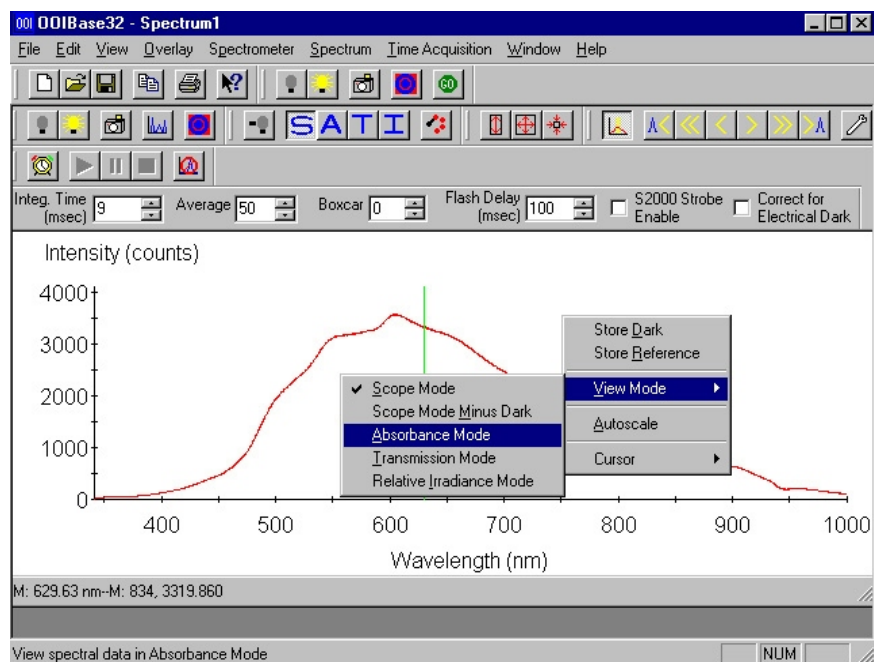 OOI OOIBase32 - Spectrum1
File Edit View Overlay Spectrometer Spectrum Time Acquisition Window Help
GO
S A T I
Integ. Time (msec) 9 Average 50 Boxcar 0 Flash Delay (msec) 100 S2000 Strobe Enable Correct for Electrical Dark
Intensity (counts)
4000
3000
2000
1000
0
400 500 600 700 800 900 1000
Wavelength (nm)
Store Dark
Store Reference
View Mode
Autoscale
Cursor
✔ Scope Mode
Scope Mode Minus Dark
Absorbance Mode
Transmission Mode
Relative Irradiance Mode
M: 629.63 nm--M: 834, 3319.860
View spectral data in Absorbance Mode NUM